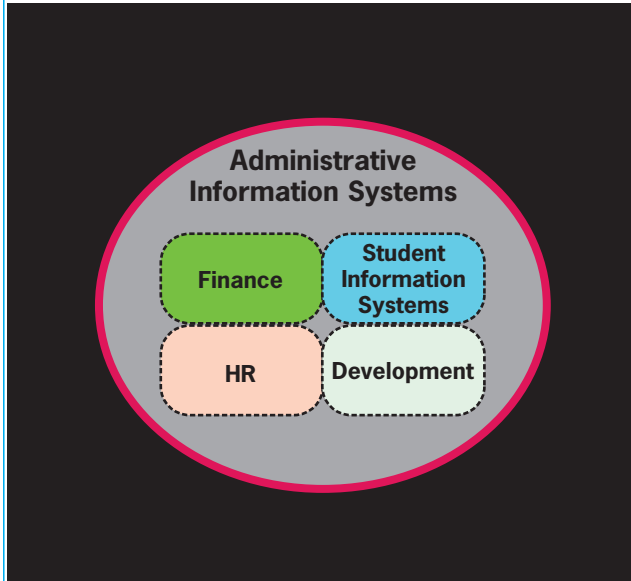 Administrative
Information Systems
Finance
Student
Information
Systems
HR
Development